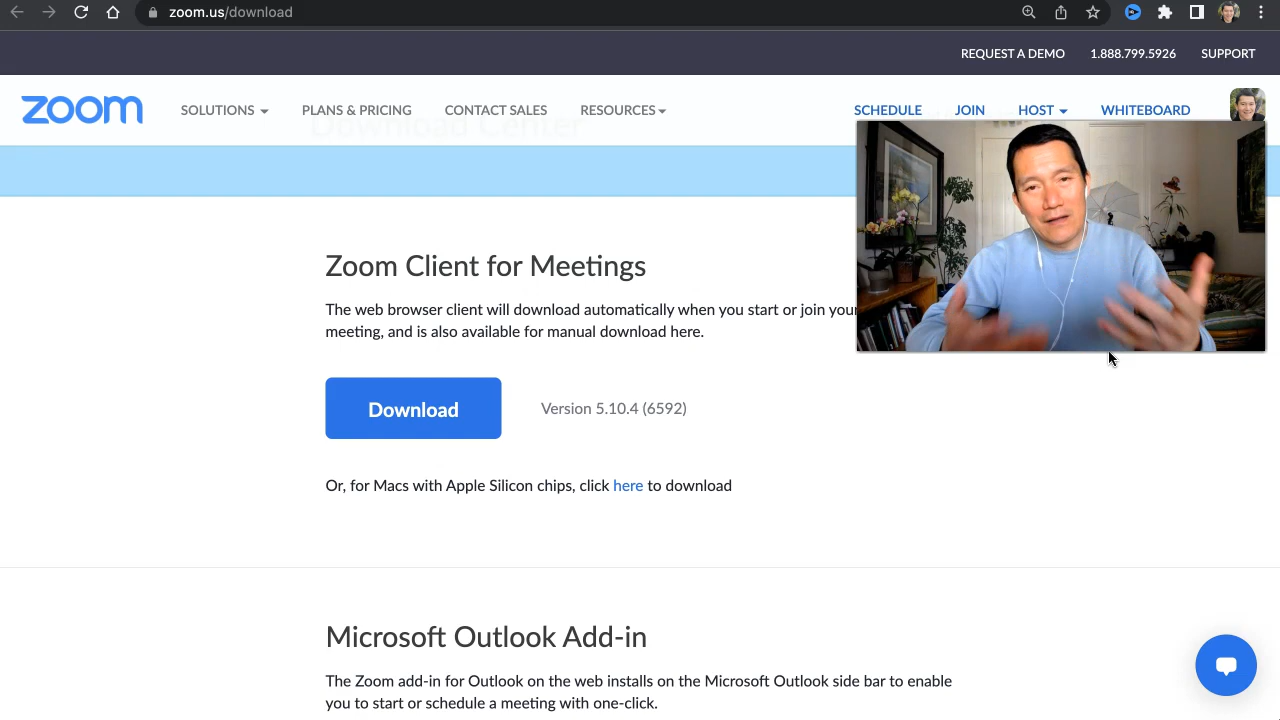 zoom.us/download
REQUEST A DEMO 1.888.799.5926 SUPPORT
zoom SOLUTIONS PLANS & PRICING CONTACT SALES RESOURCES SCHEDULE JOIN HOST WHITEBOARD
Download Center
Zoom Client for Meetings
The web browser client will download automatically when you start or join your
meeting, and is also available for manual download here.
Download Version 5.10.4 (6592)
Or, for Macs with Apple Silicon chips, click here to download
Microsoft Outlook Add-in
The Zoom add-in for Outlook on the web installs on the Microsoft Outlook side bar to enable
you to start or schedule a meeting with one-click.